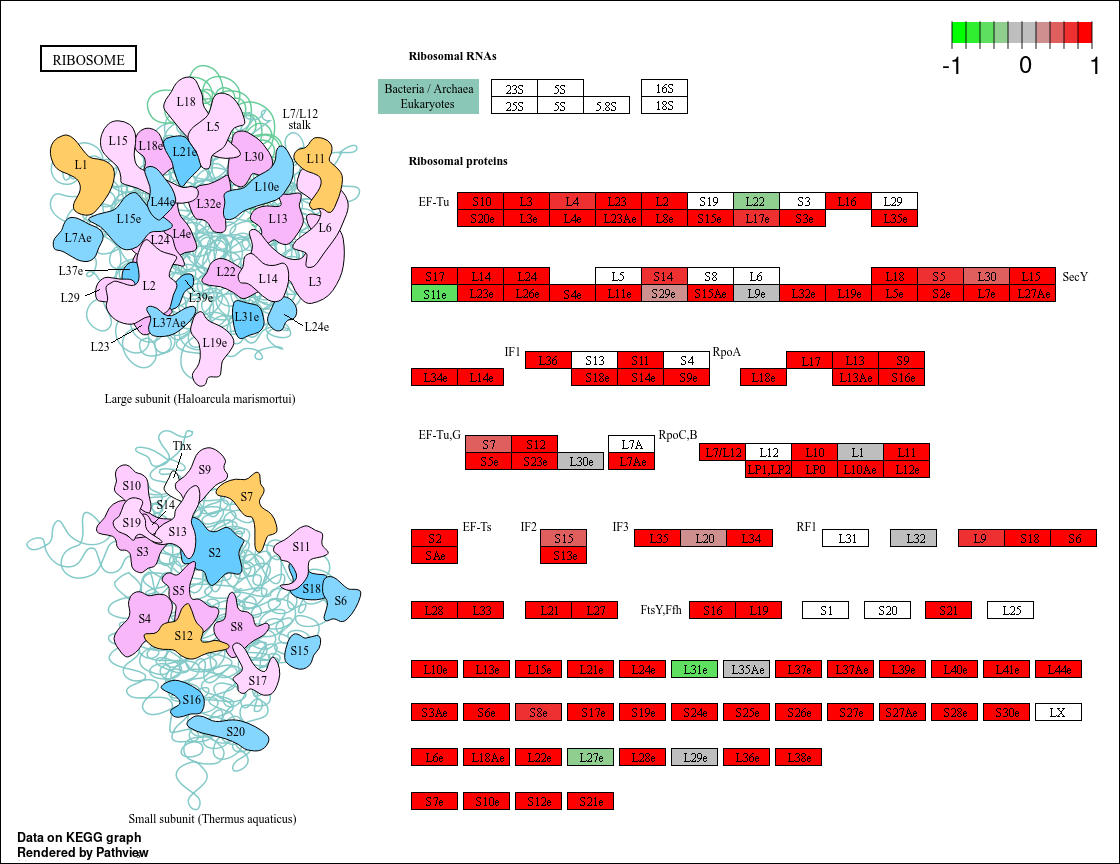 RIBOSOME
L18
L5
L7/L12
stalk
L15
L18e
L21e
L30
L11
L1
L10e
L44e
L32e
L15e
L13
L6
L7Ae
L24
L4e
L37e
L22
L14
L3
L2
L29
L39e
L37Ae
L31e
L24e
L23
L19e
Large subunit (Haloarcula marismortui)
Thx
S9
S10
S7
S14
S19
S13
S3
S2
S11
S5
S18
S6
S4
S12
S8
S15
S17
S16
S20
Small subunit (Thermus aquaticus)
Data on KEGG graph
Rendered by Pathview
-1 0 1
Ribosomal RNAs
Bacteria / Archaea 23S 5S 16S
Eukaryotes 25S 5S 5.8S 18S
Ribosomal proteins
EF-Tu S10 L3 L4 L23 L2 S19 L22 S3 L16 L29
S20e L3e L4e L23Ae L8e S15e L17e S3e L35e
S17 L14 L24 L5 S14 S8 L6 L18 S5 L30 L15 SecY
S11e L23e L26e S4e L11e S29e S15Ae L9e L32e L19e L5e S2e L7e L27Ae
IF1 L36 S13 S11 S4 RpoA L17 L13 S9
L34e L14e S18e S14e S9e L18e L13Ae S16e
EF-Tu,G S7 S12 L7A RpoC,B L7/L12 L12 L10 L1 L11
S5e S23e L30e L7Ae LP1,LP2 LP0 L10Ae L12e
S2 EF-Ts IF2 S15 IF3 L35 L20 L34 RF1 L31 L32 L9 S18 S6
SAe S13e
L28 L33 L21 L27 FtsY,Ffh S16 L19 S1 S20 S21 L25
L10e L13e L15e L21e L24e L31e L35Ae L37e L37Ae L39e L40e L41e L44e
S3Ae S6e S8e S17e S19e S24e S25e S26e S27e S27Ae S28e S30e LX
L6e L18Ae L22e L27e L28e L29e L36e L38e
S7e S10e S12e S21e